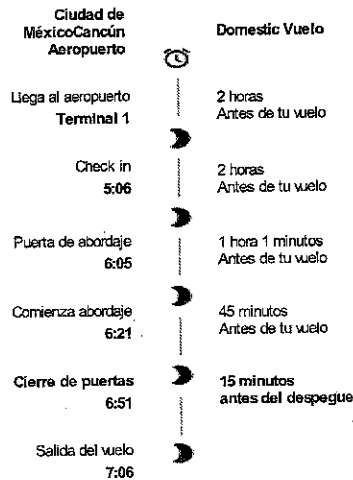 Ciudad de
MéxicoCancún
Aeropuerto
Domestic Vuelo
Llega al aeropuerto
Terminal 1
2 horas
Antes de tu vuelo
Check in
5:06
2 horas
Antes de tu vuelo
Puerta de abordaje
6:05
1 hora 1 minutos
Antes de tu vuelo
Comienza abordaje
6:21
45 minutos
Antes de tu vuelo
Cierre de puertas
6:51
15 minutos
antes del despegue
Salida del vuelo
7:06